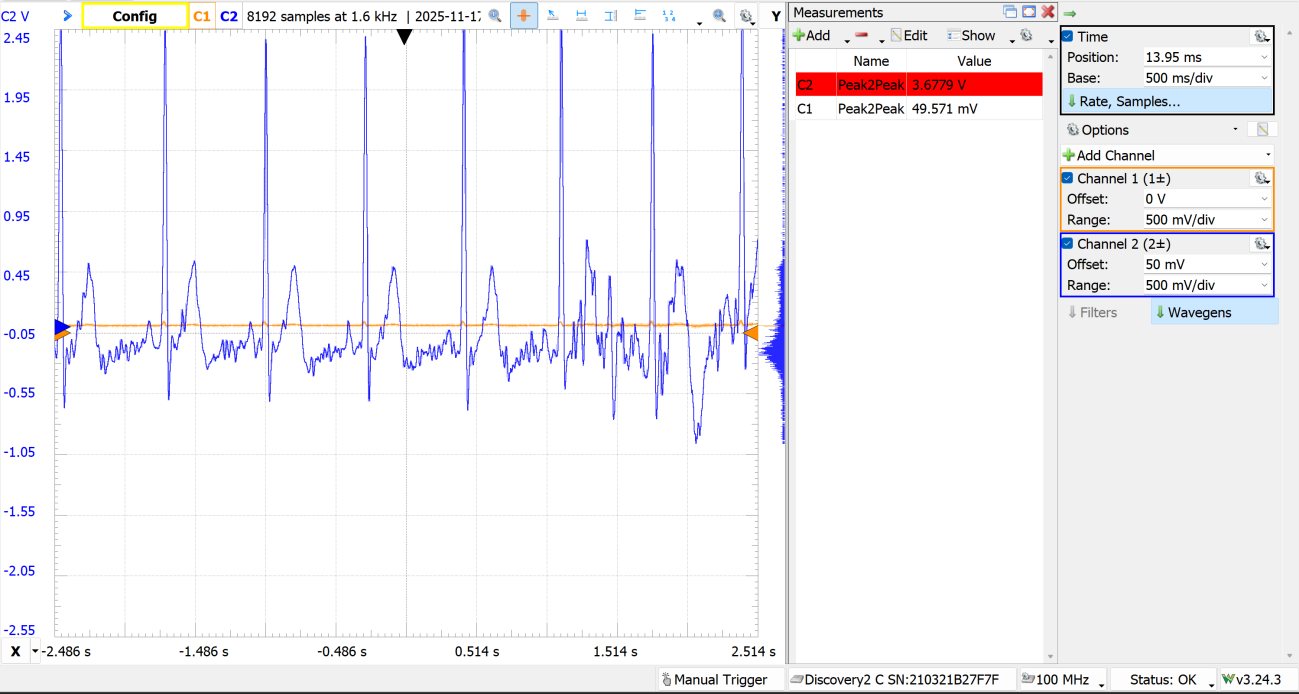 C2 V Config C1 C2 8192 samples at 1.6 kHz | 2025-11-17 Y
2.45
1.95
1.45
0.95
0.45
-0.05
-0.55
-1.05
-1.55
-2.05
-2.55
X -2.486 s -1.486 s -0.486 s 0.514 s 1.514 s 2.514 s
Measurements
Add Edit Show
Name Value
C2 Peak2Peak 3.6779 V
C1 Peak2Peak 49.571 mV
Time
Position: 13.95 ms
Base: 500 ms/div
Rate, Samples...
Options
Add Channel
Channel 1 (1±)
Offset: 0 V
Range: 500 mV/div
Channel 2 (2±)
Offset: 50 mV
Range: 500 mV/div
Filters Wavegens
Manual Trigger Discovery2 C SN:210321B27F7F 100 MHz Status: OK v3.24.3